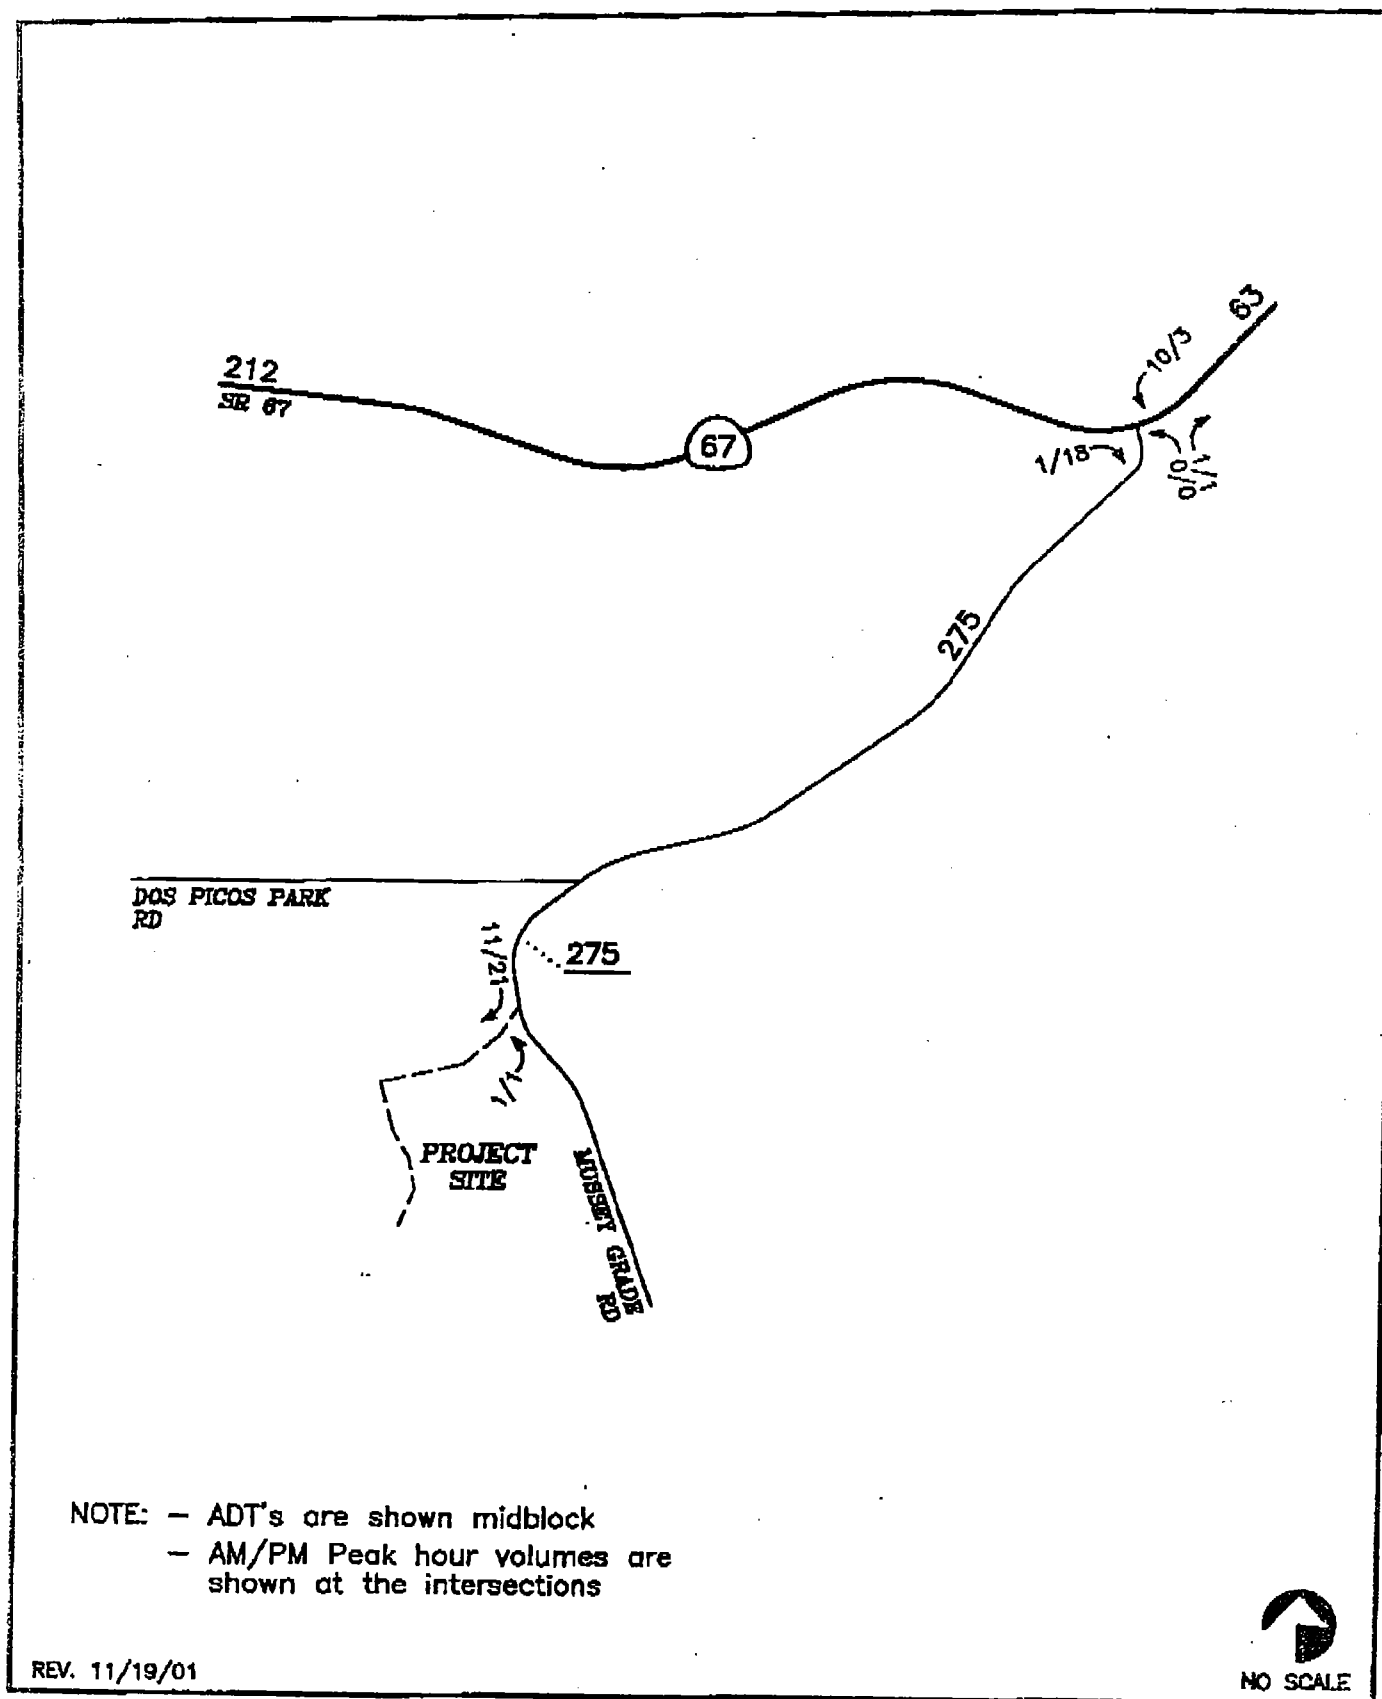 63
10/3
212
SR 67
67
1/18
0/0
1/1
275
DOS PICOS PARK
RD
11/21
275
1/1
PROJECT
SITE
MUSSEY GRADE
RD
NOTE: - ADT's are shown midblock
- AM/PM Peak hour volumes are
shown at the intersections
REV. 11/19/01
NO SCALE